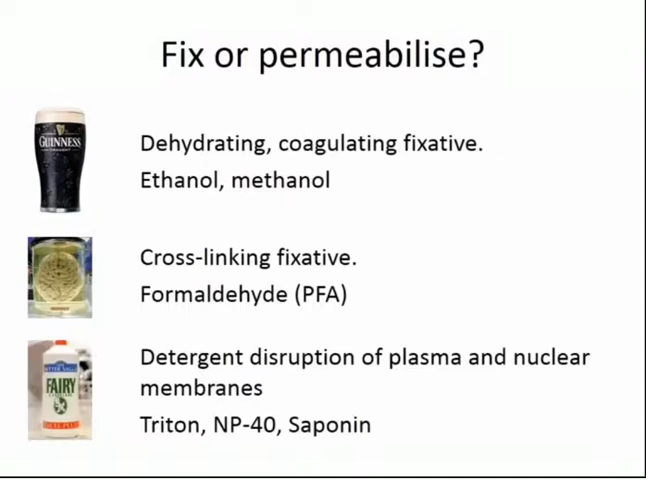 Fix or permeabilise?
GUINNESS
Dehydrating, coagulating fixative.
Ethanol, methanol
Cross-linking fixative.
Formaldehyde (PFA)
FAIRY
Detergent disruption of plasma and nuclear
membranes
Triton, NP-40, Saponin